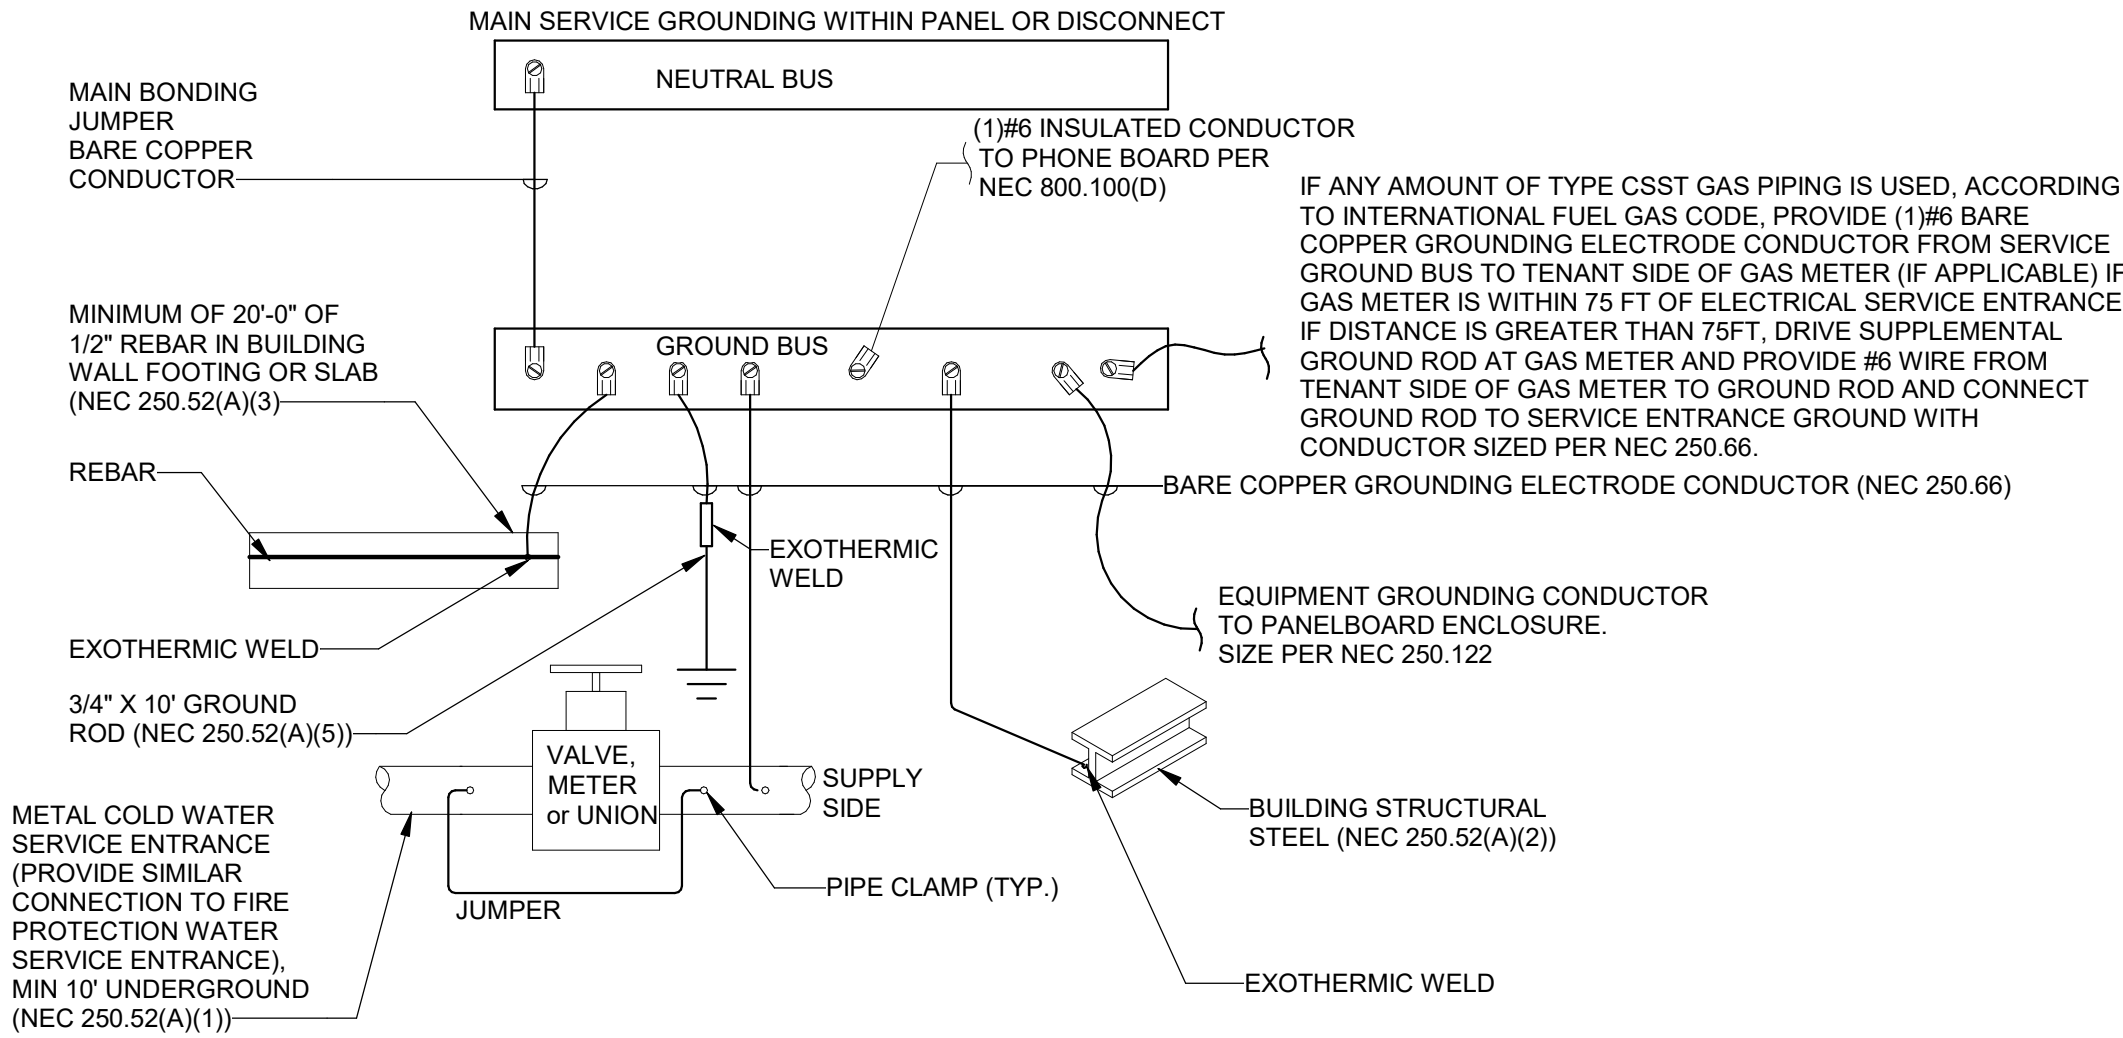 MAIN SERVICE GROUNDING WITHIN PANEL OR DISCONNECT
NEUTRAL BUS
MAIN BONDING
JUMPER
BARE COPPER
CONDUCTOR
(1)#6 INSULATED CONDUCTOR
TO PHONE BOARD PER
NEC 800.100(D)
IF ANY AMOUNT OF TYPE CSST GAS PIPING IS USED, ACCORDING
TO INTERNATIONAL FUEL GAS CODE, PROVIDE (1)#6 BARE
COPPER GROUNDING ELECTRODE CONDUCTOR FROM SERVICE
GROUND BUS TO TENANT SIDE OF GAS METER (IF APPLICABLE) IF
GAS METER IS WITHIN 75 FT OF ELECTRICAL SERVICE ENTRANCE
IF DISTANCE IS GREATER THAN 75FT, DRIVE SUPPLEMENTAL
GROUND ROD AT GAS METER AND PROVIDE #6 WIRE FROM
TENANT SIDE OF GAS METER TO GROUND ROD AND CONNECT
GROUND ROD TO SERVICE ENTRANCE GROUND WITH
CONDUCTOR SIZED PER NEC 250.66.
MINIMUM OF 20'-0" OF
1/2" REBAR IN BUILDING
WALL FOOTING OR SLAB
(NEC 250.52(A)(3)
GROUND BUS
REBAR
BARE COPPER GROUNDING ELECTRODE CONDUCTOR (NEC 250.66)
EXOTHERMIC
WELD
EQUIPMENT GROUNDING CONDUCTOR
TO PANELBOARD ENCLOSURE.
SIZE PER NEC 250.122
EXOTHERMIC WELD
3/4" X 10' GROUND
ROD (NEC 250.52(A)(5))
VALVE,
METER
or UNION
SUPPLY
SIDE
BUILDING STRUCTURAL
STEEL (NEC 250.52(A)(2))
METAL COLD WATER
SERVICE ENTRANCE
(PROVIDE SIMILAR
CONNECTION TO FIRE
PROTECTION WATER
SERVICE ENTRANCE),
MIN 10' UNDERGROUND
(NEC 250.52(A)(1))
PIPE CLAMP (TYP.)
JUMPER
EXOTHERMIC WELD